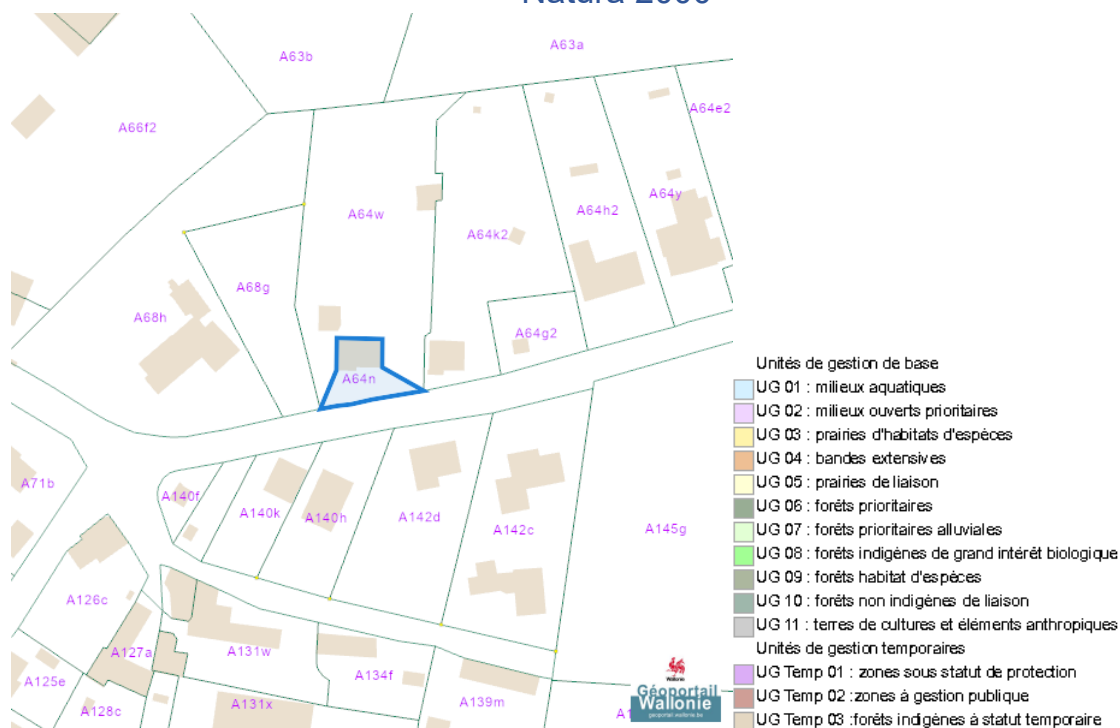 Natura 2000
A63b
A63a
A66f2
A64e2
A64w
A64y
A64h2
A64k2
A68g
A68h
A64g2
A64n
A71b
A140f
A140k
A140h
A142d
A142c
A145g
A126c
A127a
A131w
A134f
A125e
A128c
A131x
A139m
Unités de gestion de base
UG 01 : milieux aquatiques
UG 02 : milieux ouverts prioritaires
UG 03 : prairies d'habitats d'espèces
UG 04 : bandes extensives
UG 05 : prairies de liaison
UG 06 : forêts prioritaires
UG 07 : forêts prioritaires alluviales
UG 08 : forêts indigènes de grand intérêt biologique
UG 09 : forêts habitat d'espèces
UG 10 : forêts non indigènes de liaison
UG 11 : terres de cultures et éléments anthropiques
Unités de gestion temporaires
UG Temp 01 : zones sous statut de protection
UG Temp 02 :zones à gestion publique
UG Temp 03 :forêts indigènes à statut temporaire
Wallonie
Géoportail
Wallonie
geoportail.wallonie.be